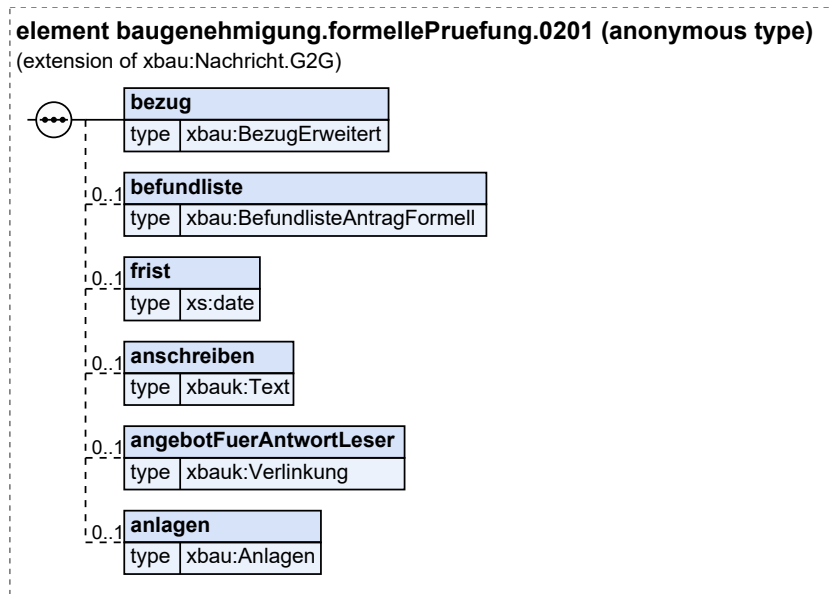 element baugenehmigung.formellePruefung.0201 (anonymous type)
(extension of xbau:Nachricht.G2G)
bezug
type xbau:BezugErweitert
0..1 befundliste
type xbau:BefundlisteAntragFormell
0..1 frist
type xs:date
0..1 anschreiben
type xbauk:Text
0..1 angebotFuerAntwortLeser
type xbauk:Verlinkung
0..1 anlagen
type xbau:Anlagen